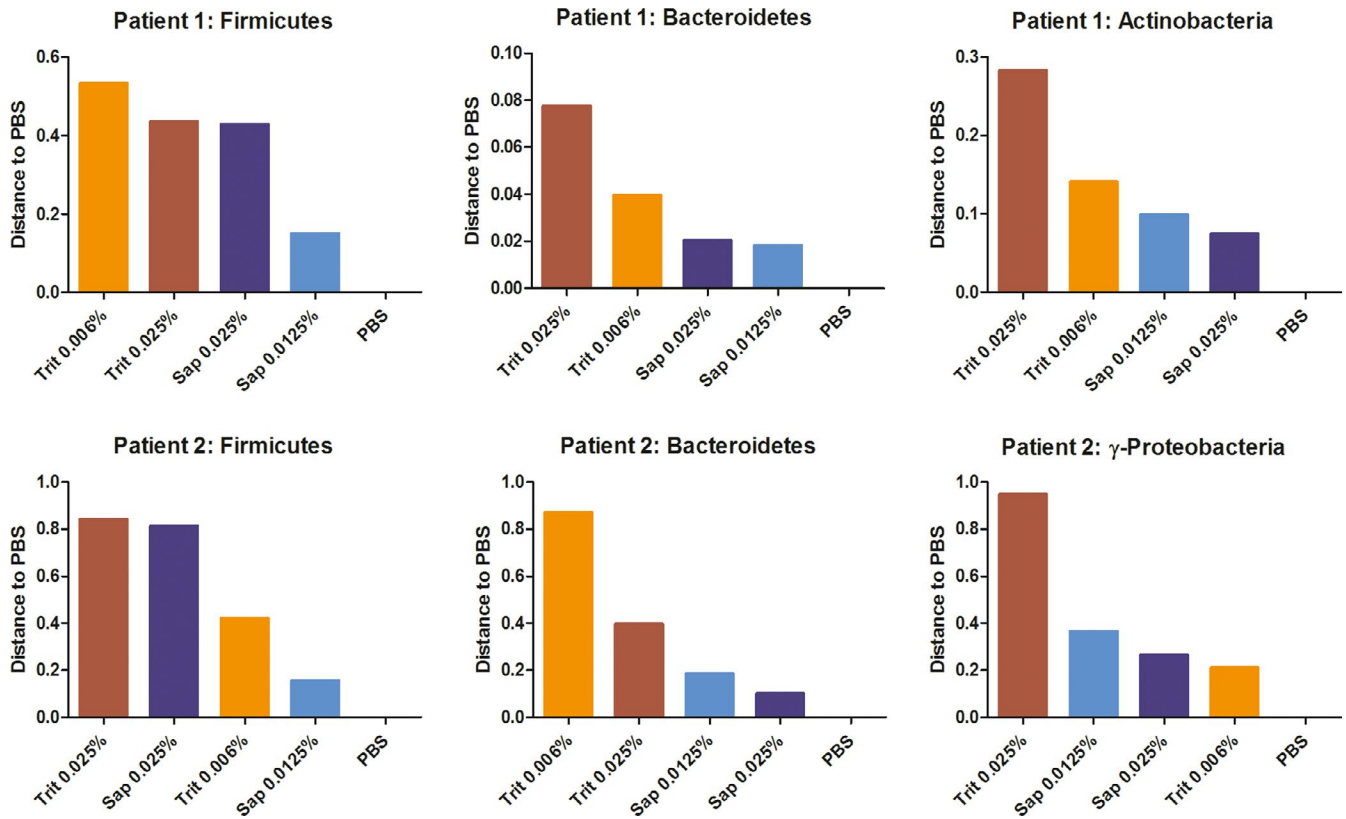 Patient 1: Firmicutes
Distance to PBS
0.6
0.4
0.2
0.0
Trit 0.006%
Trit 0.025%
Sap 0.025%
Sap 0.0125%
PBS
Patient 1: Bacteroidetes
Distance to PBS
0.10
0.08
0.06
0.04
0.02
0.00
Trit 0.025%
Trit 0.006%
Sap 0.025%
Sap 0.0125%
PBS
Patient 1: Actinobacteria
Distance to PBS
0.3
0.2
0.1
0.0
Trit 0.025%
Trit 0.006%
Sap 0.0125%
Sap 0.025%
PBS
Patient 2: Firmicutes
Distance to PBS
1.0
0.8
0.6
0.4
0.2
0.0
Trit 0.025%
Sap 0.025%
Trit 0.006%
Sap 0.0125%
PBS
Patient 2: Bacteroidetes
Distance to PBS
1.0
0.8
0.6
0.4
0.2
0.0
Trit 0.006%
Trit 0.025%
Sap 0.0125%
Sap 0.025%
PBS
Patient 2: γ-Proteobacteria
Distance to PBS
1.0
0.8
0.6
0.4
0.2
0.0
Trit 0.025%
Sap 0.0125%
Sap 0.025%
Trit 0.006%
PBS